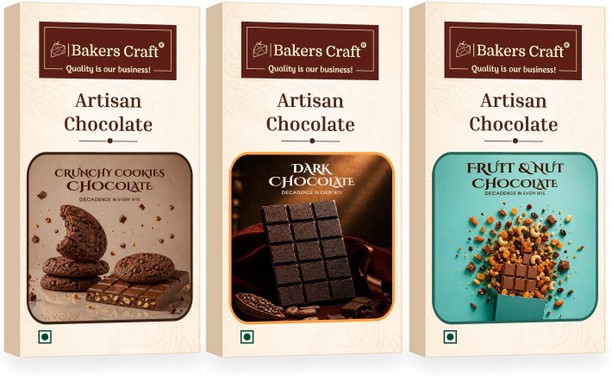 Bakers Craft
Quality is our business!
Artisan
Chocolate
CRUNCHY COOKIES
CHOCOLATE
DECADENCE IN EVERY BITE
Bakers Craft
Quality is our business!
Artisan
Chocolate
DARK
CHOCOLATE
DECADENCE IN EVERY BITE
Bakers Craft
Quality is our business!
Artisan
Chocolate
FRUIT & NUT
CHOCOLATE
DECADENCE IN EVERY BITE